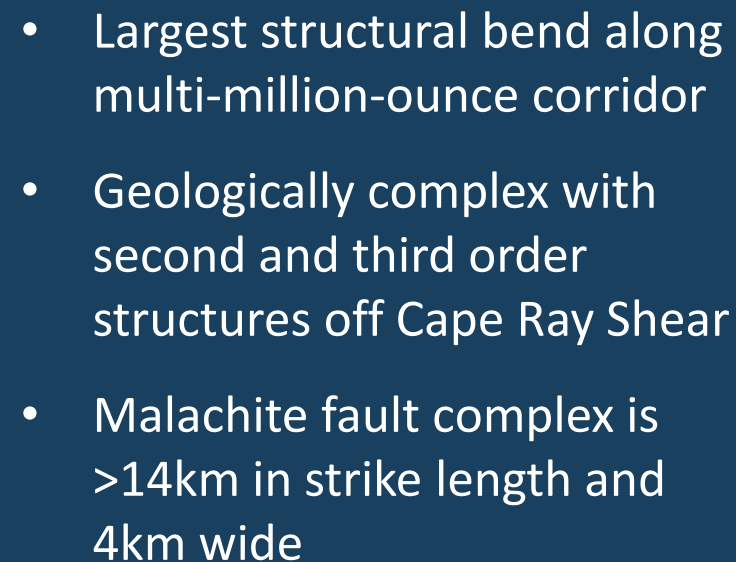 • Largest structural bend along
multi-million-ounce corridor
• Geologically complex with
second and third order
structures off Cape Ray Shear
• Malachite fault complex is
>14km in strike length and
4km wide